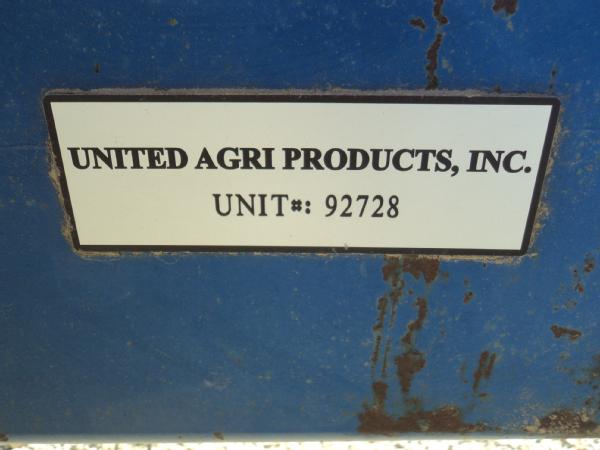 UNITED AGRI PRODUCTS, INC.
UNIT#: 92728